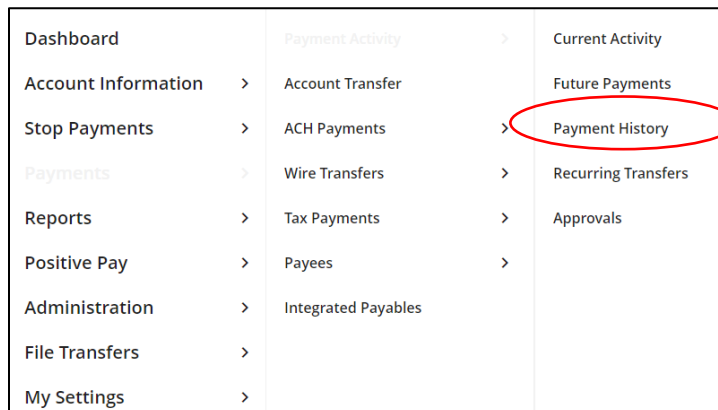 Dashboard
Account Information
Stop Payments
Payments
Reports
Positive Pay
Administration
File Transfers
My Settings
Payment Activity
Account Transfer
ACH Payments
Wire Transfers
Tax Payments
Payees
Integrated Payables
Current Activity
Future Payments
Payment History
Recurring Transfers
Approvals